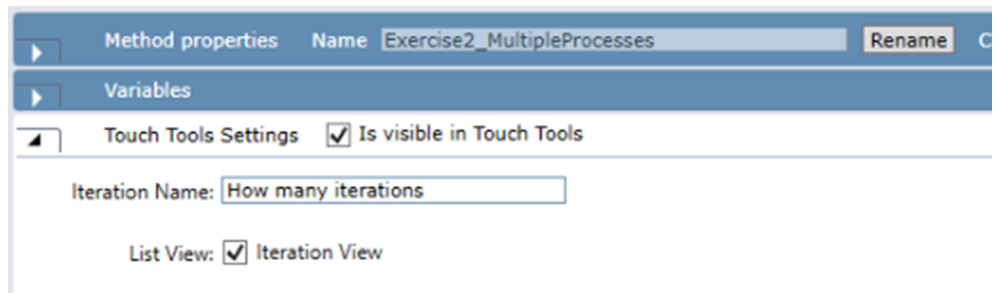 Method properties Name Exercise2_MultipleProcesses Rename
Variables
Touch Tools Settings Is visible in Touch Tools
Iteration Name: How many iterations
List View: Iteration View